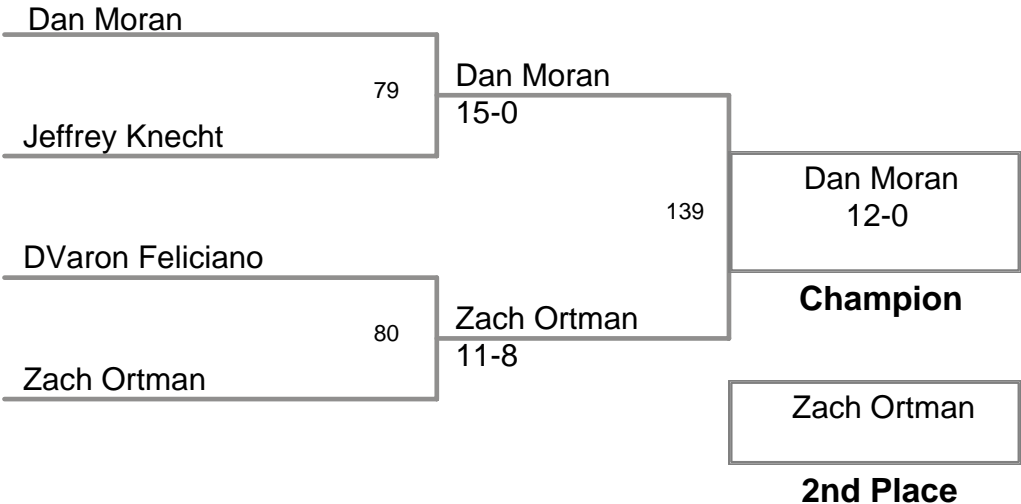 Dan Moran
79
Dan Moran
15-0
Jeffrey Knecht
Dan Moran
12-0
139
DVaron Feliciano
Champion
Zach Ortman
80
11-8
Zach Ortman
Zach Ortman
2nd Place